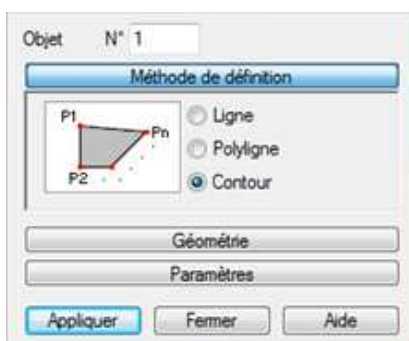 Objet N° 1
Méthode de définition
P1
Pn
P2
Ligne
Polyligne
Contour
Géométrie
Paramètres
Appliquer Fermer Aide